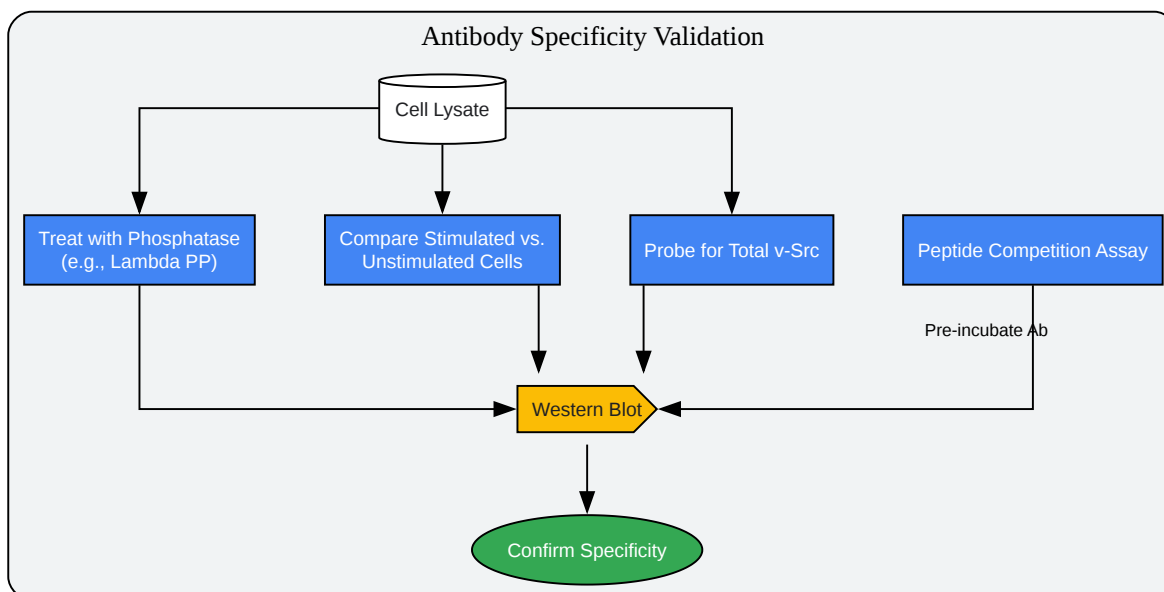 Antibody Specificity Validation
Cell Lysate
Treat with Phosphatase
(e.g., Lambda PP)
Compare Stimulated vs.
Unstimulated Cells
Probe for Total v-Src
Peptide Competition Assay
Pre-incubate Ab
Western Blot
Confirm Specificity